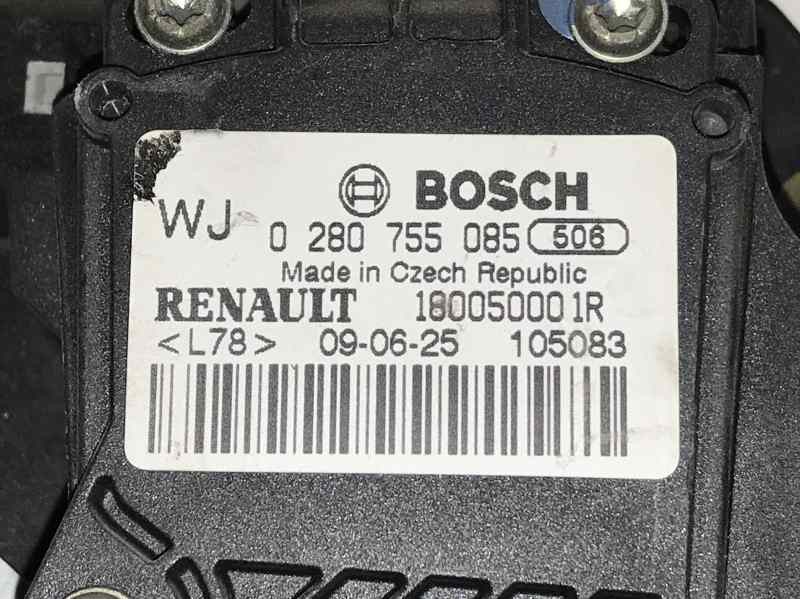 BOSCH
WJ 0 280 755 085 506
Made in Czech Republic
RENAULT 180050001R
<L78> 09-06-25 105083